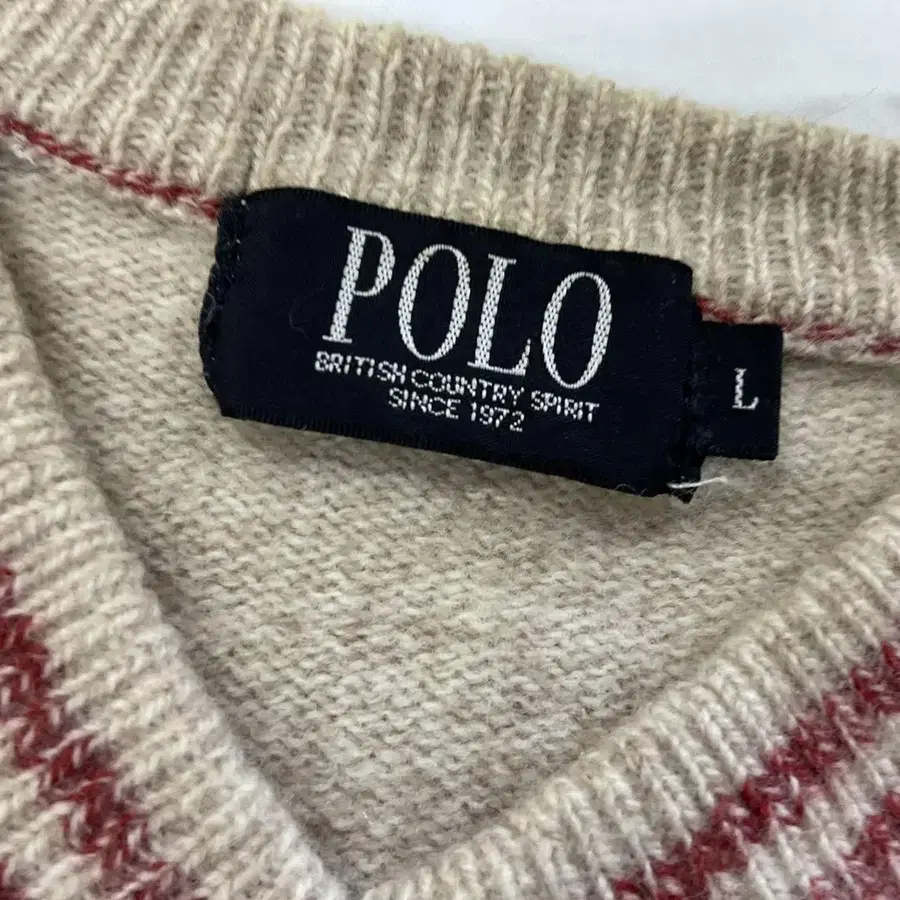 POLO
BRITISH COUNTRY SPIRIT
SINCE 1972
L